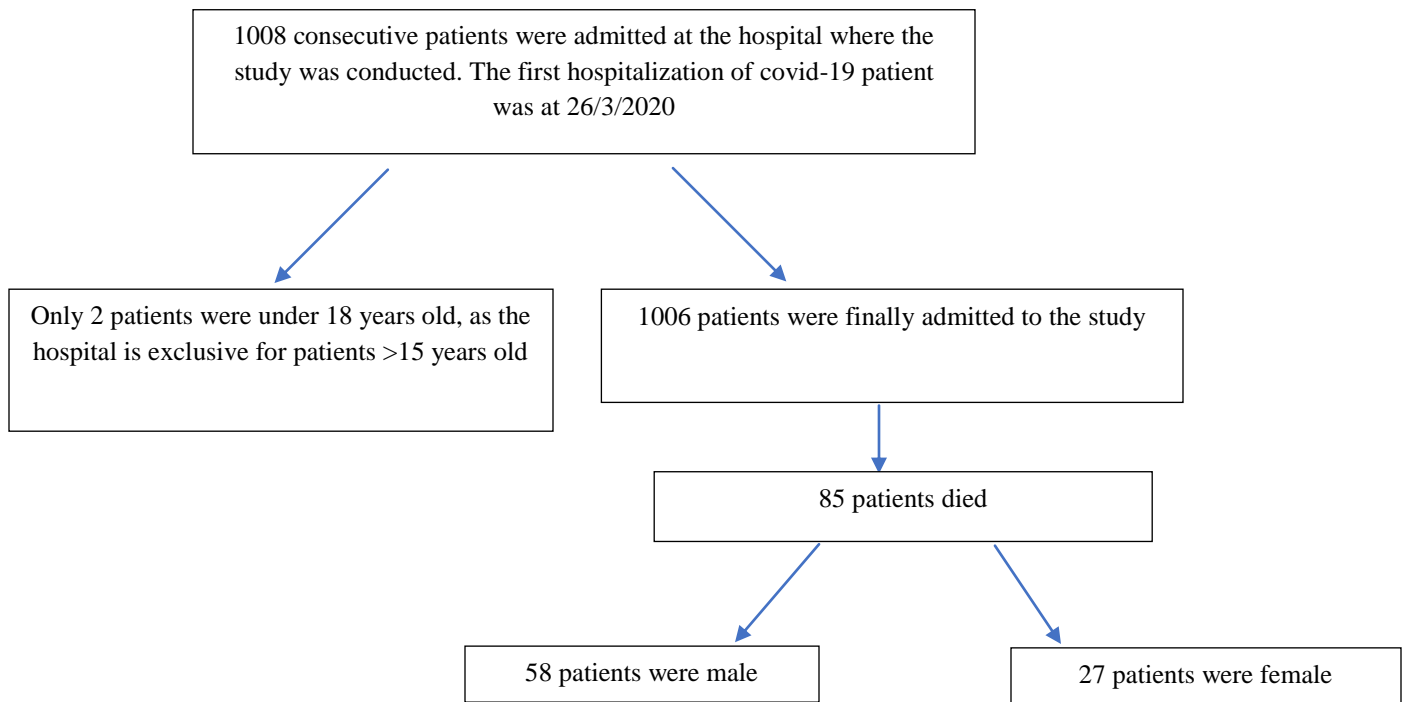 1008 consecutive patients were admitted at the hospital where the
study was conducted. The first hospitalization of covid-19 patient
was at 26/3/2020
Only 2 patients were under 18 years old, as the
hospital is exclusive for patients >15 years old
1006 patients were finally admitted to the study
85 patients died
58 patients were male
27 patients were female